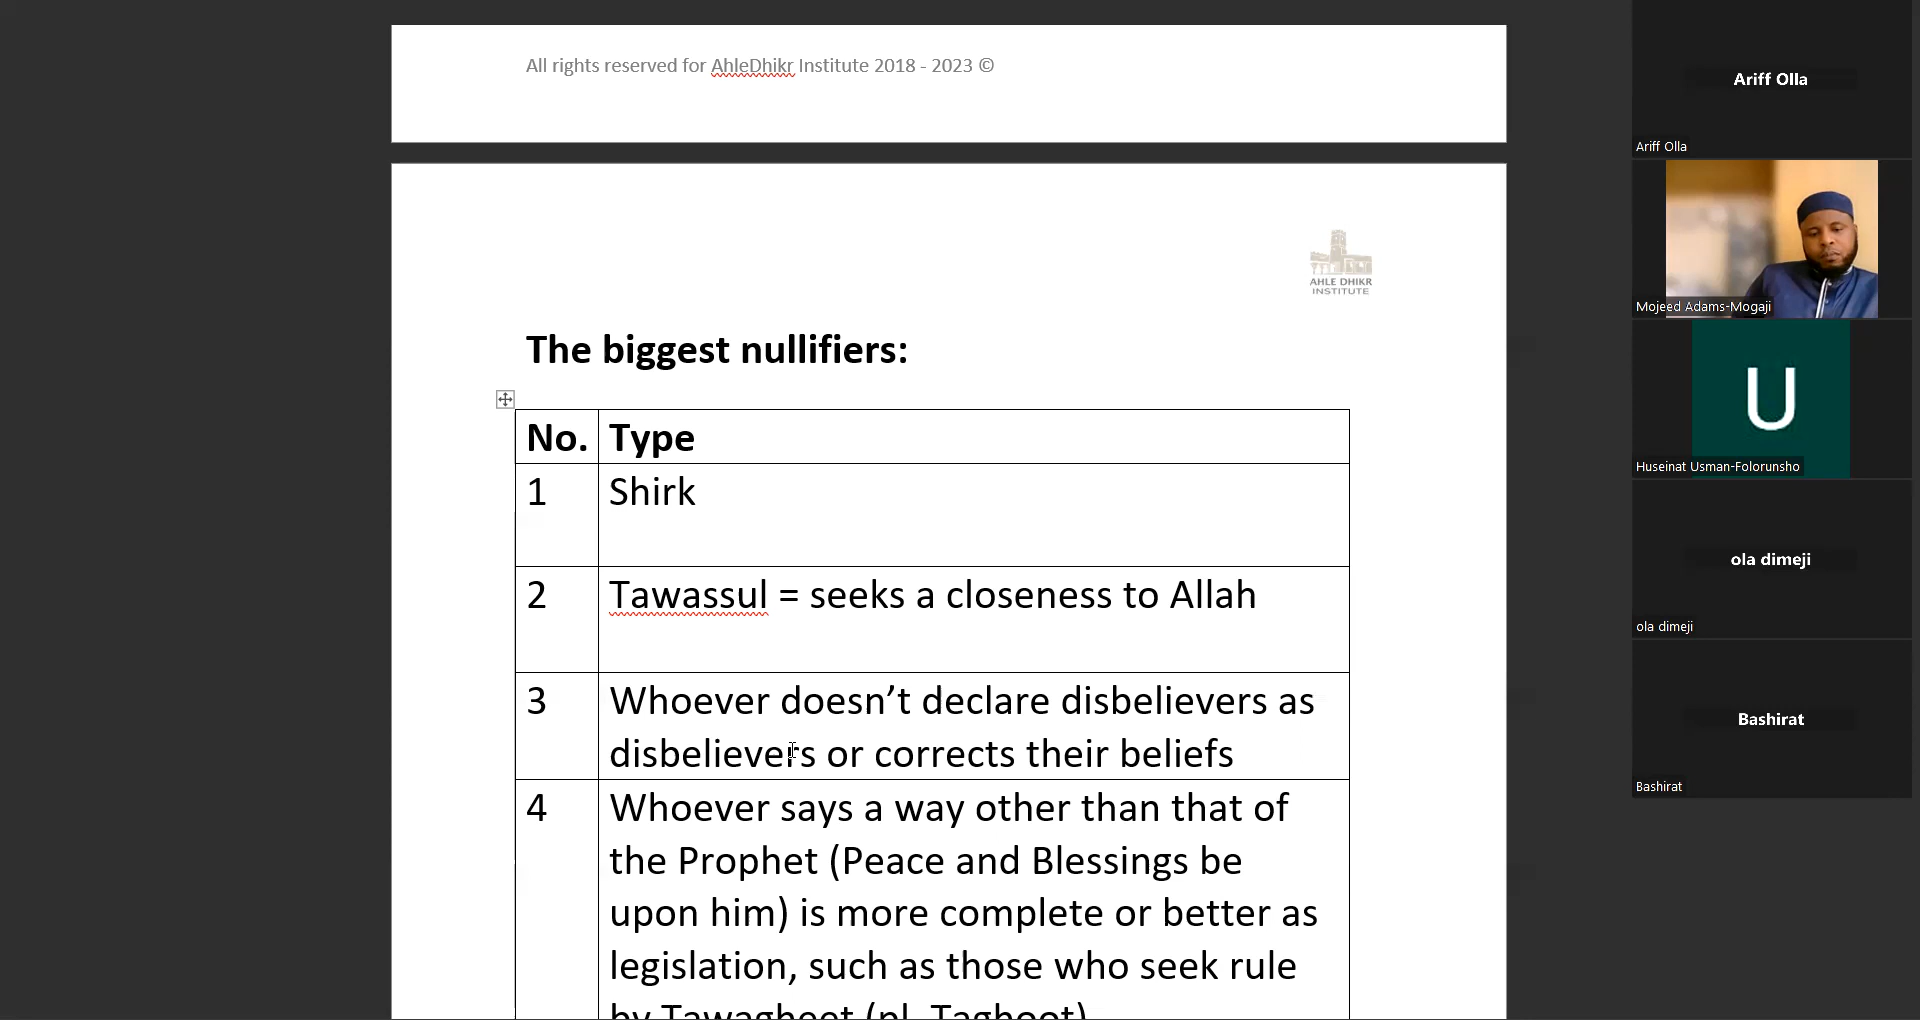 All rights reserved for AhleDhikr Institute 2018 - 2023 ©
AHLE DHIKR
INSTITUTE
The biggest nullifiers:
No. Type
1 Shirk
2 Tawassul = seeks a closeness to Allah
3 Whoever doesn’t declare disbelievers as
disbelievers or corrects their beliefs
4 Whoever says a way other than that of
the Prophet (Peace and Blessings be
upon him) is more complete or better as
legislation, such as those who seek rule
by Tawagheet (pl. Taghoot)
Ariff Olla
Ariff Olla
Mojeed Adams-Mogaji
U
Huseinat Usman-Folorunsho
ola dimeji
ola dimeji
Bashirat
Bashirat